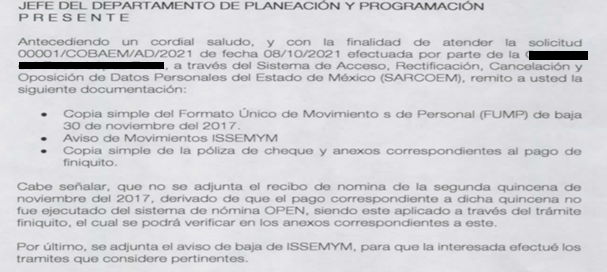 JEFE DEL DEPARTAMENTO DE PLANEACIÓN Y PROGRAMACIÓN
P R E S E N T E
Antecediendo un cordial saludo, y con la finalidad de atender la solicitud
00001/COBAEM/AD/2021 de fecha 08/10/2021 efectuada por parte de la
, a través del Sistema de Acceso, Rectificación, Cancelación y
Oposición de Datos Personales del Estado de México (SARCOEM), remito a usted la
siguiente documentación:
• Copia simple del Formato Único de Movimiento s de Personal (FUMP) de baja
30 de noviembre del 2017.
• Aviso de Movimientos ISSEMYM
• Copia simple de la póliza de cheque y anexos correspondientes al pago de
finiquito.
Cabe señalar, que no se adjunta el recibo de nomina de la segunda quincena de
noviembre del 2017, derivado de que el pago correspondiente a dicha quincena no
fue ejecutado del sistema de nómina OPEN, siendo este aplicado a través del trámite
finiquito, el cual se podrá verificar en los anexos correspondientes a este.
Por último, se adjunta el aviso de baja de ISSEMYM, para que la interesada efectué los
tramites que considere pertinentes.